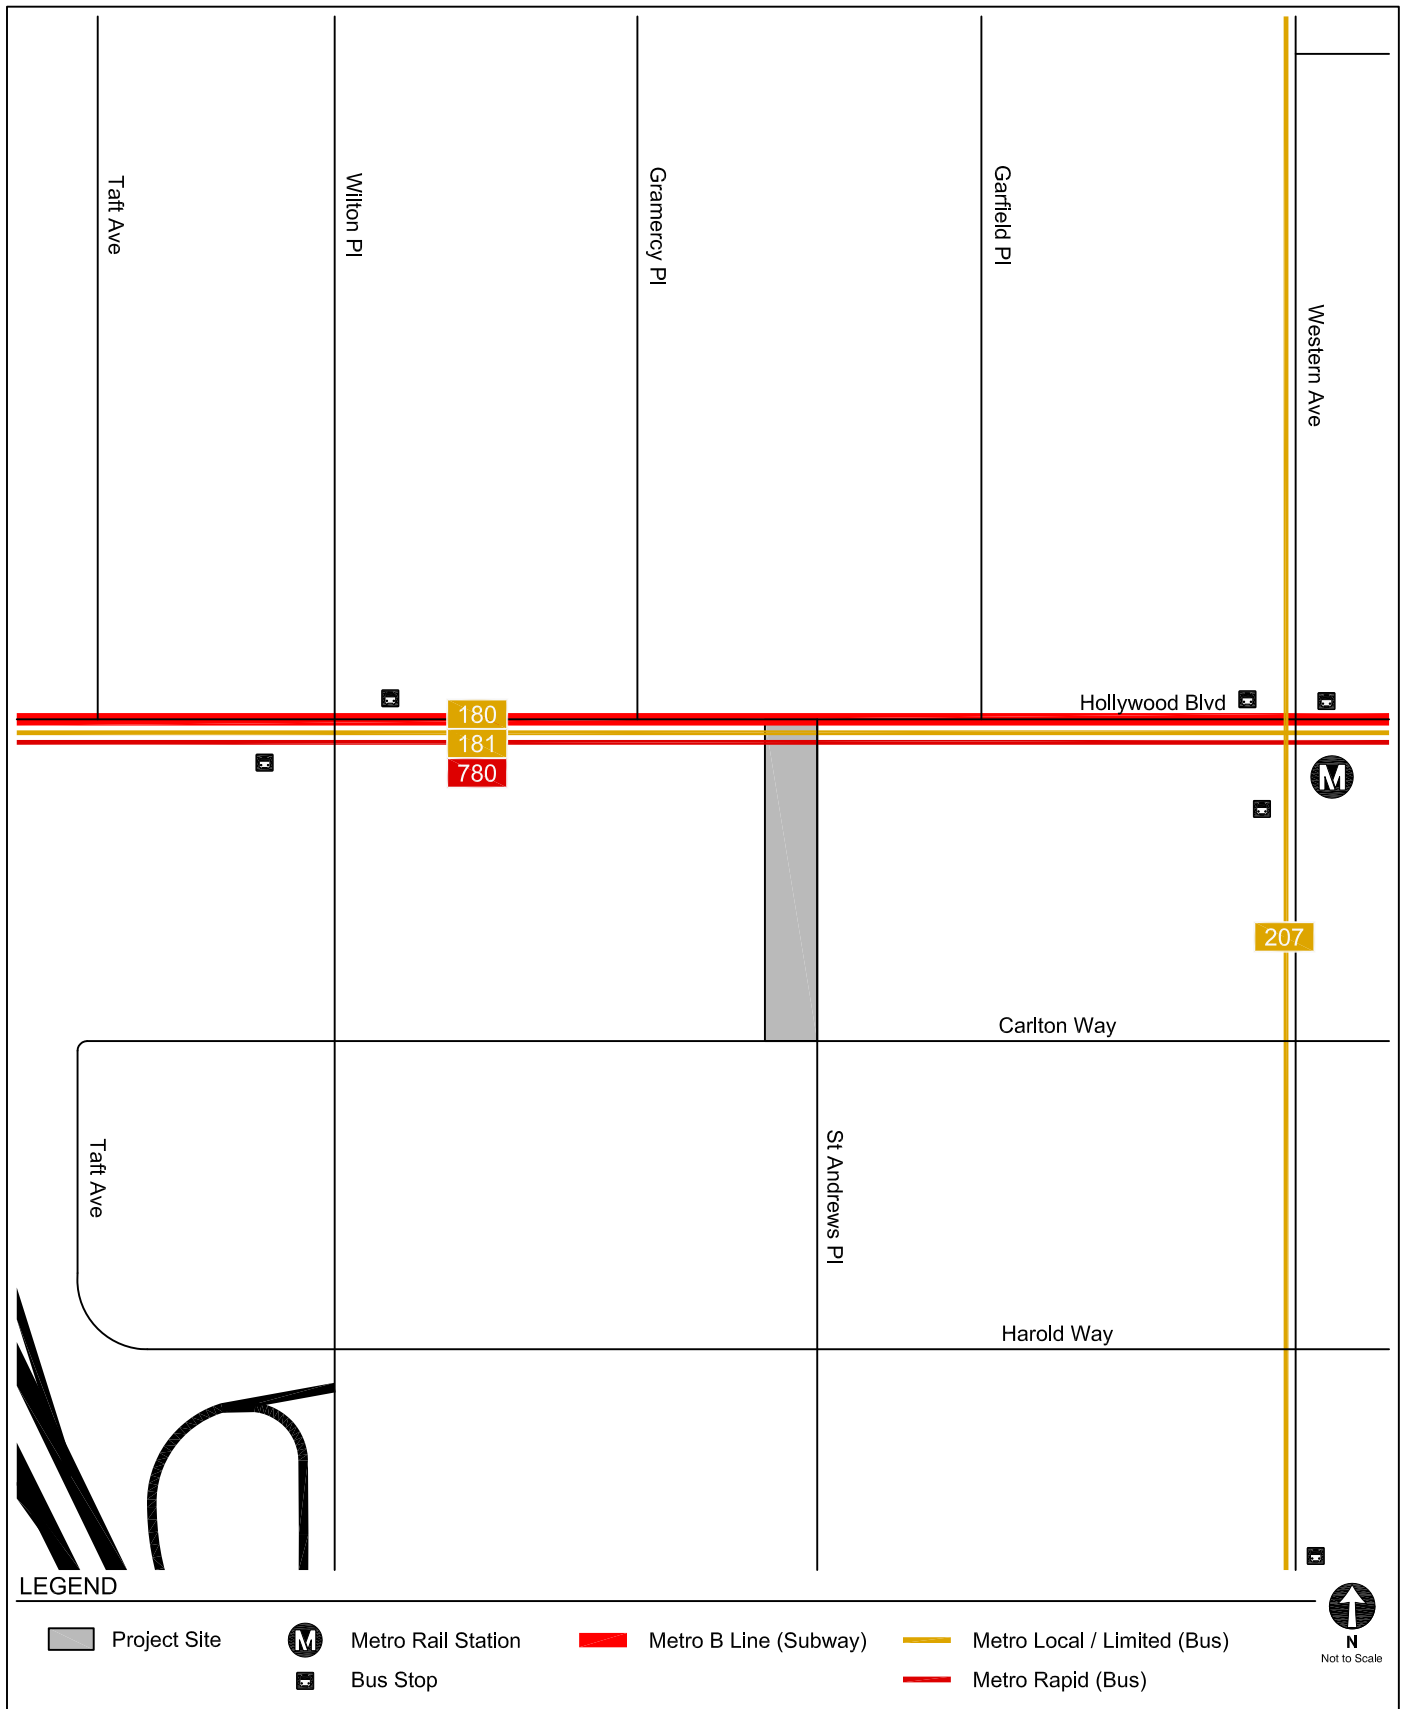 Taft Ave
Wilton Pl
Gramercy Pl
Garfield Pl
Western Ave
Hollywood Blvd
180
181
780
M
207
Carlton Way
Taft Ave
St Andrews Pl
Harold Way
LEGEND
Project Site
M
Metro Rail Station
Metro B Line (Subway)
Metro Local / Limited (Bus)
Bus Stop
Metro Rapid (Bus)
N
Not to Scale